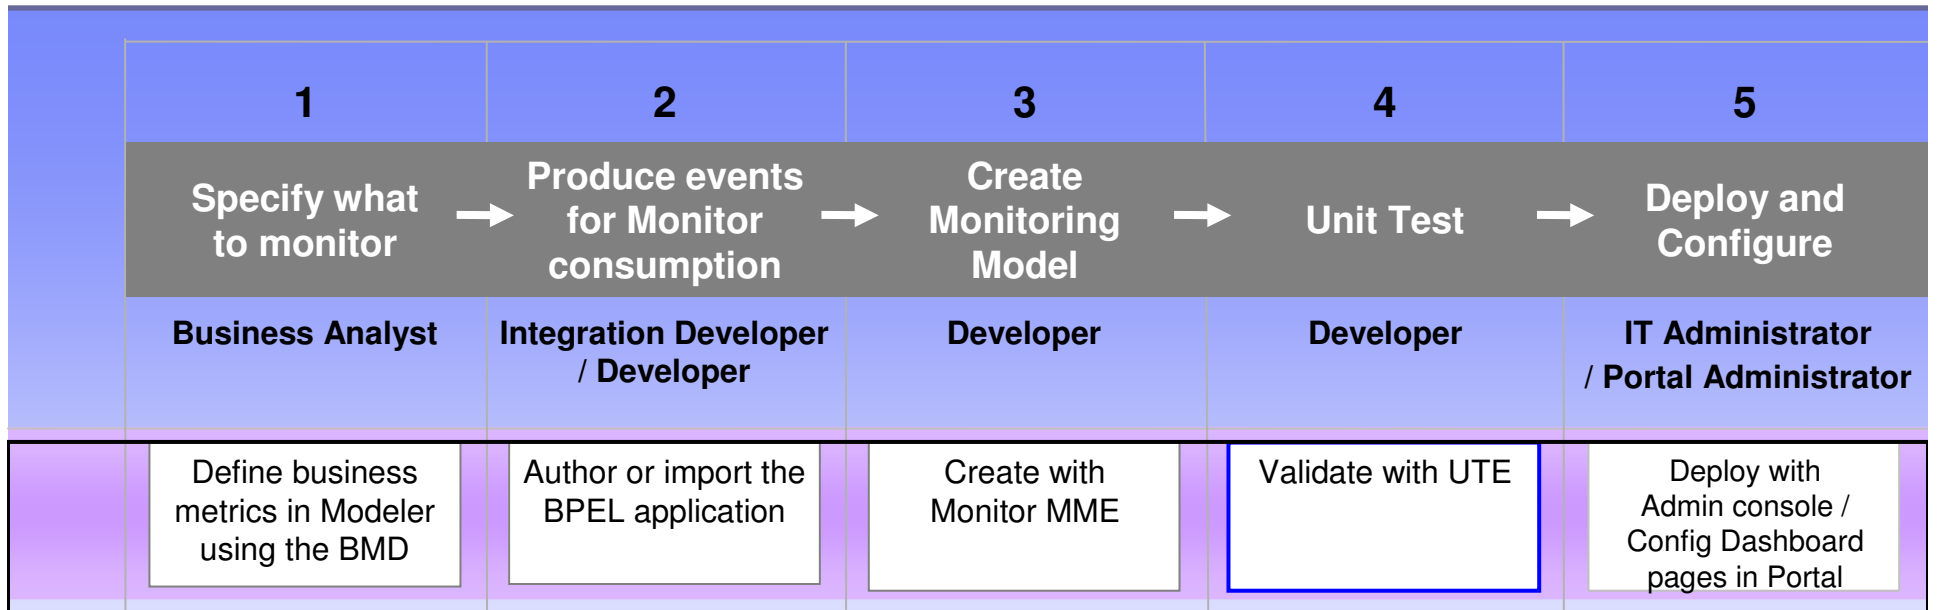 1
2
3
4
5
Specify what
to monitor
Produce events
for Monitor
consumption
Create
Monitoring
Model
Unit Test
Deploy and
Configure
Business Analyst
Integration Developer
/ Developer
Developer
Developer
IT Administrator
/ Portal Administrator
Define business
metrics in Modeler
using the BMD
Author or import the
BPEL application
Create with
Monitor MME
Validate with UTE
Deploy with
Admin console /
Config Dashboard
pages in Portal